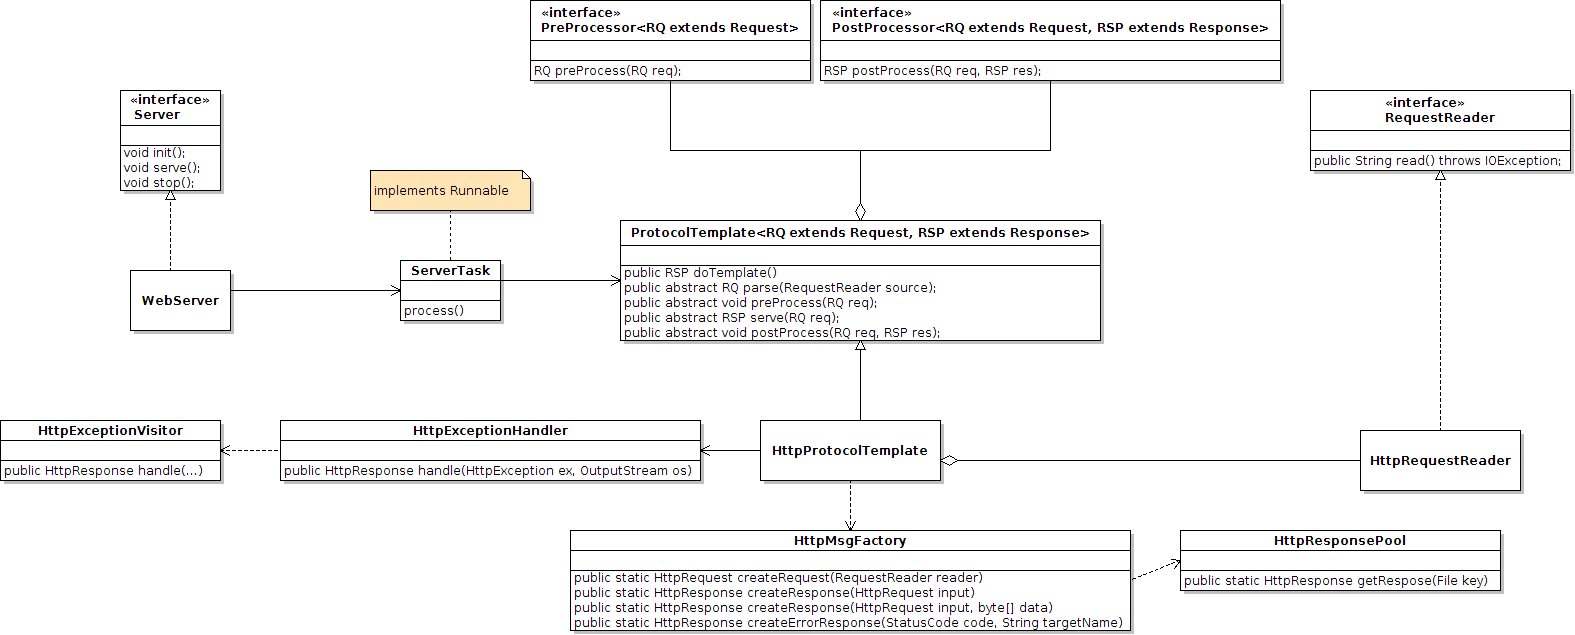 «interface»
PreProcessor<RQ extends Request>
RQ preProcess(RQ req);
«interface»
PostProcessor<RQ extends Request, RSP extends Response>
RSP postProcess(RQ req, RSP res);
«interface»
Server
void init();
void serve();
void stop();
«interface»
RequestReader
public String read() throws IOException;
implements Runnable
ProtocolTemplate<RQ extends Request, RSP extends Response>
public RSP doTemplate()
public abstract RQ parse(RequestReader source);
public abstract void preProcess(RQ req);
public abstract RSP serve(RQ req);
public abstract void postProcess(RQ req, RSP res);
WebServer
ServerTask
process()
HttpExceptionVisitor
public HttpResponse handle(...)
HttpExceptionHandler
public HttpResponse handle(HttpException ex, OutputStream os)
HttpProtocolTemplate
HttpRequestReader
HttpMsgFactory
public static HttpRequest createRequest(RequestReader reader)
public static HttpResponse createResponse(HttpRequest input)
public static HttpResponse createResponse(HttpRequest input, byte[] data)
public static HttpResponse createErrorResponse(StatusCode code, String targetName)
HttpResponsePool
public static HttpResponse getRespose(File key)